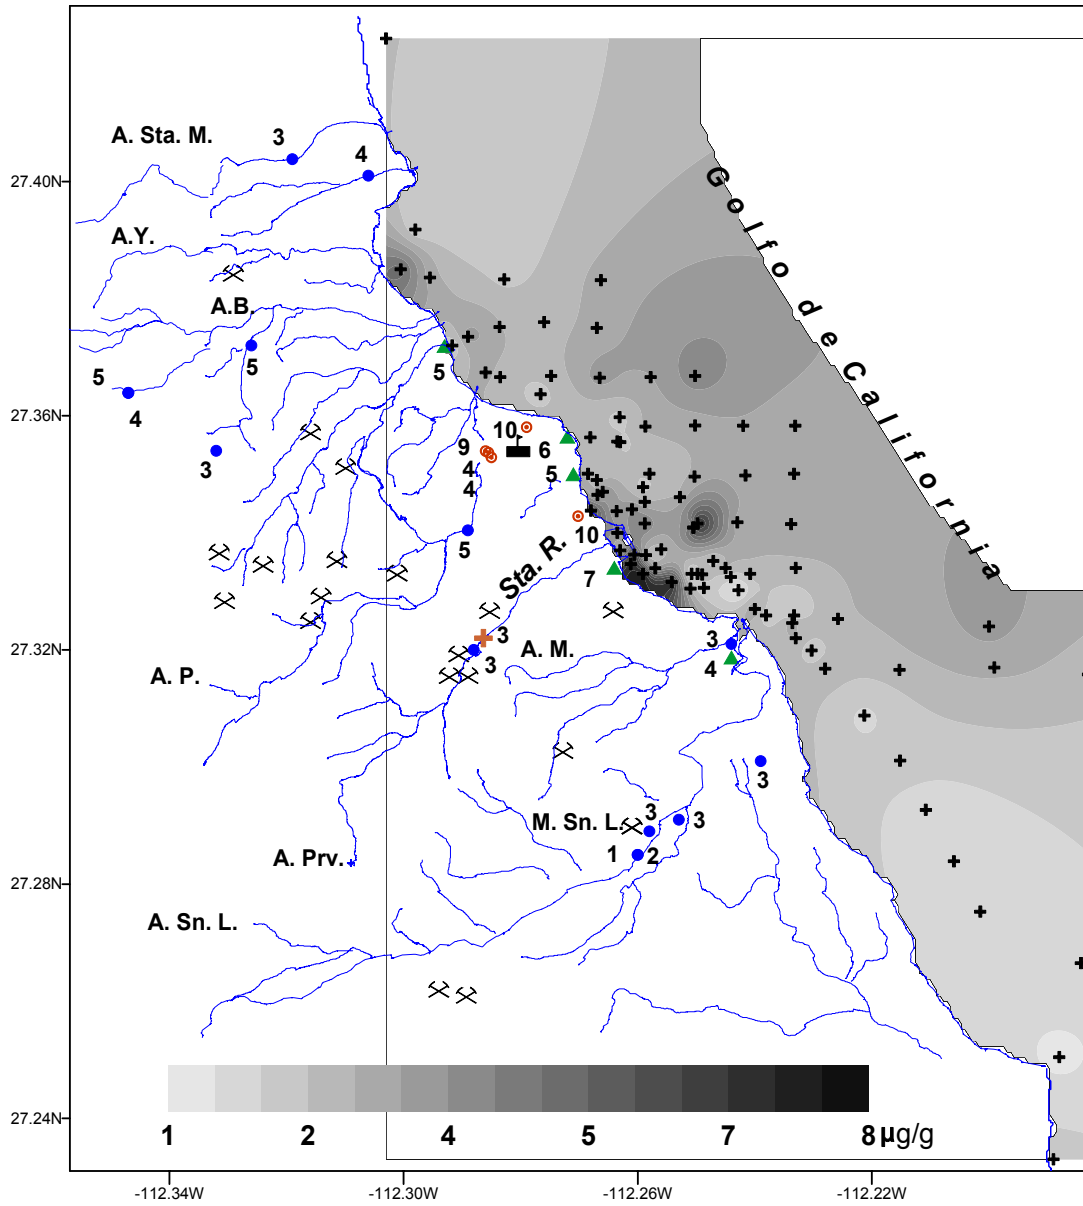 A. Sta. M.
3
4
27.40N
Golfo de California
A.Y.
A.B.
5
5
5
4
27.36N
10
9
6
3
4
5
4
10
5
Sta. R.
7
3
27.32N
3
A. M.
3
4
A. P.
3
3
M. Sn. L.
3
1
2
A. Prv.
27.28N
A. Sn. L.
27.24N
1
2
4
5
7
8 µg/g
-112.34W
-112.30W
-112.26W
-112.22W